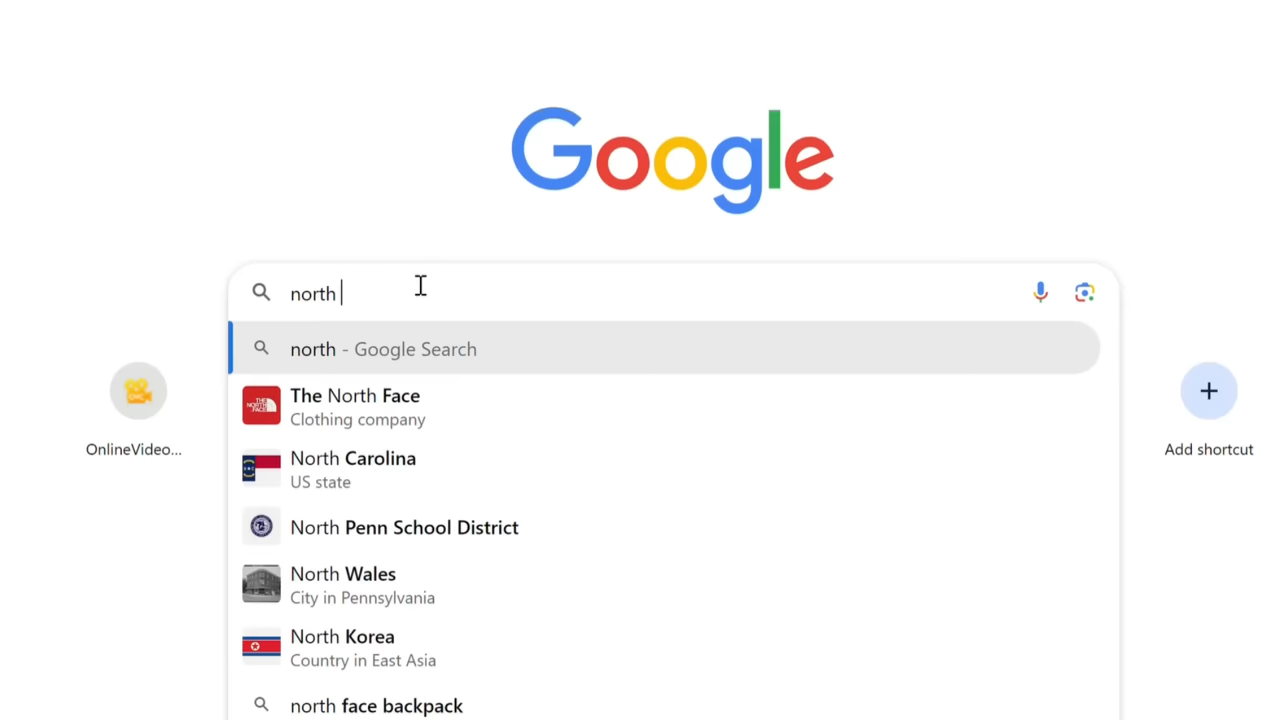 Google
north
north - Google Search
The North Face
Clothing company
North Carolina
US state
North Penn School District
North Wales
City in Pennsylvania
North Korea
Country in East Asia
north face backpack
OnlineVideo...
Add shortcut